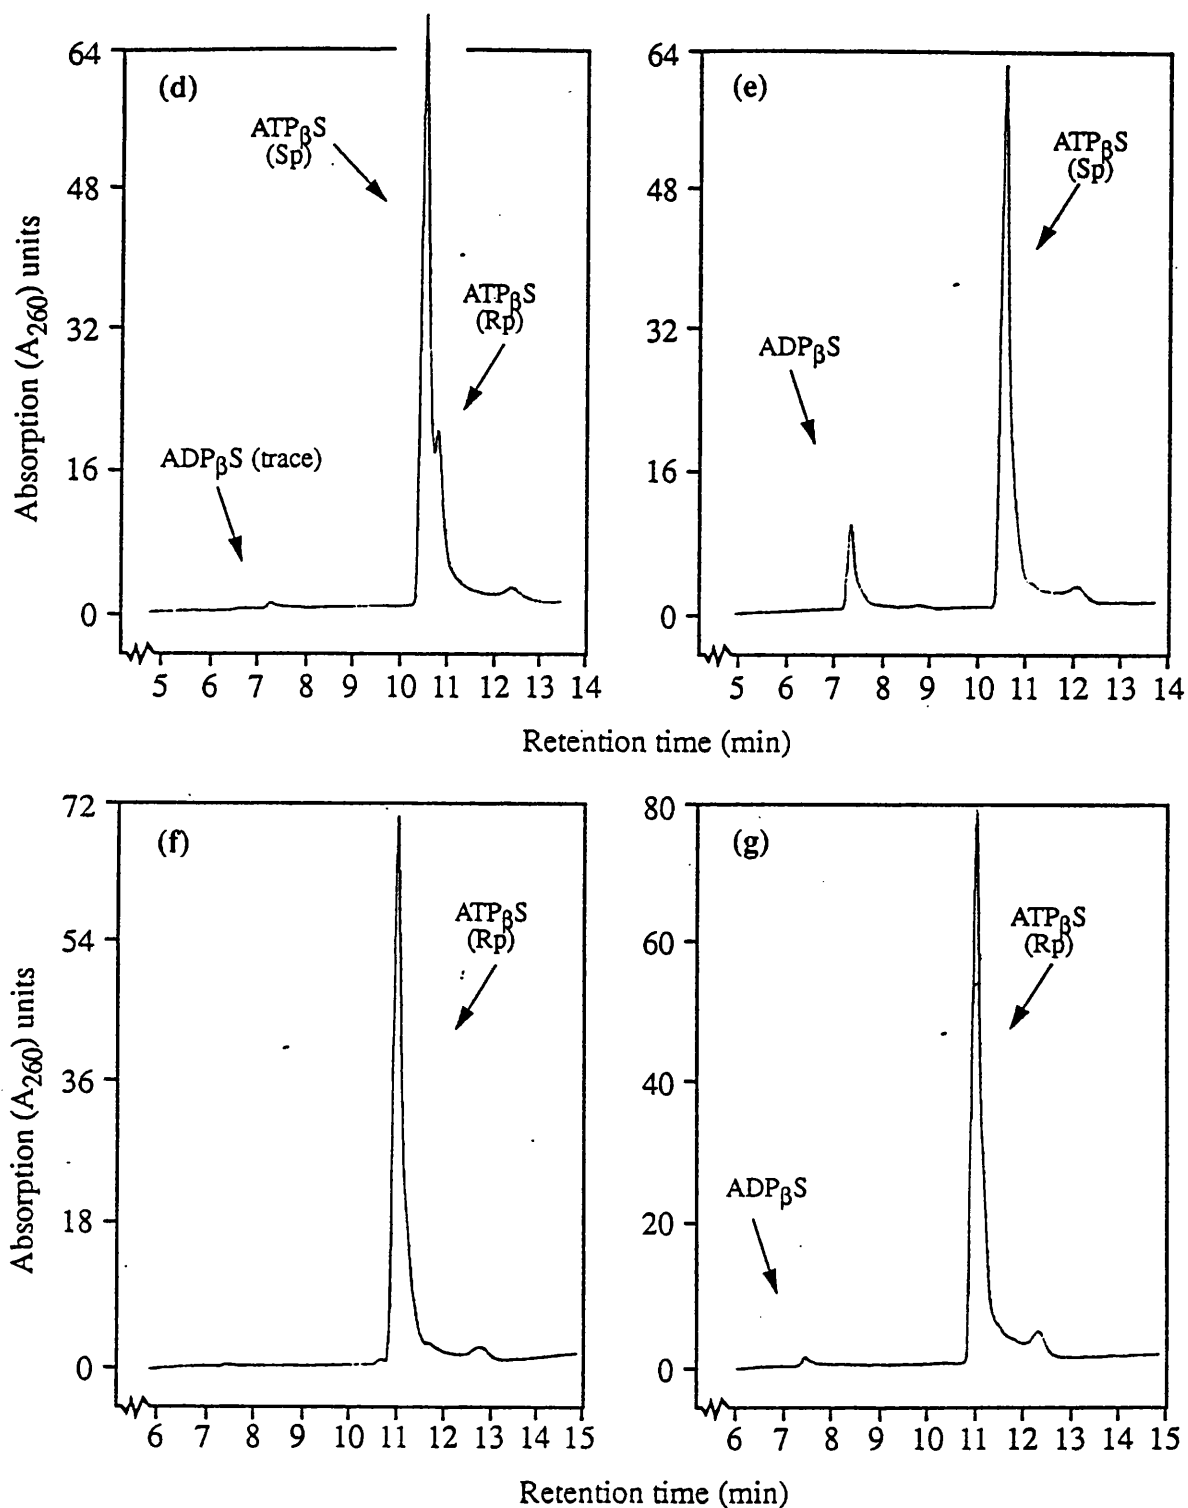 64
(d)
ATPβS
(Sp)
48
ATPβS
(Rp)
32
ADPβS (trace)
16
0
5 6 7 8 9 10 11 12 13 14
Absorption (A260) units
64
(e)
ATPβS
(Sp)
48
32
ADPβS
16
0
5 6 7 8 9 10 11 12 13 14
Retention time (min)
72
(f)
ATPβS
(Rp)
54
36
18
0
6 7 8 9 10 11 12 13 14 15
Absorption (A260) units
80
(g)
ATPβS
(Rp)
60
40
ADPβS
20
0
6 7 8 9 10 11 12 13 14 15
Retention time (min)